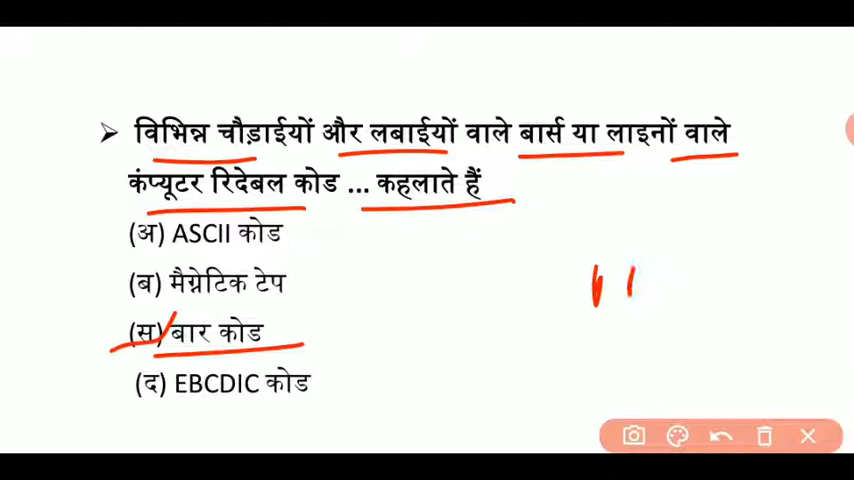 ➤ विभिन्न चौड़ाईयों और लबाईयों वाले बार्स या लाइनों वाले
कंप्यूटर रिदेबल कोड ... कहलाते हैं
(अ) ASCII कोड
(ब) मैग्नेटिक टेप
(स) बार कोड
(द) EBCDIC कोड